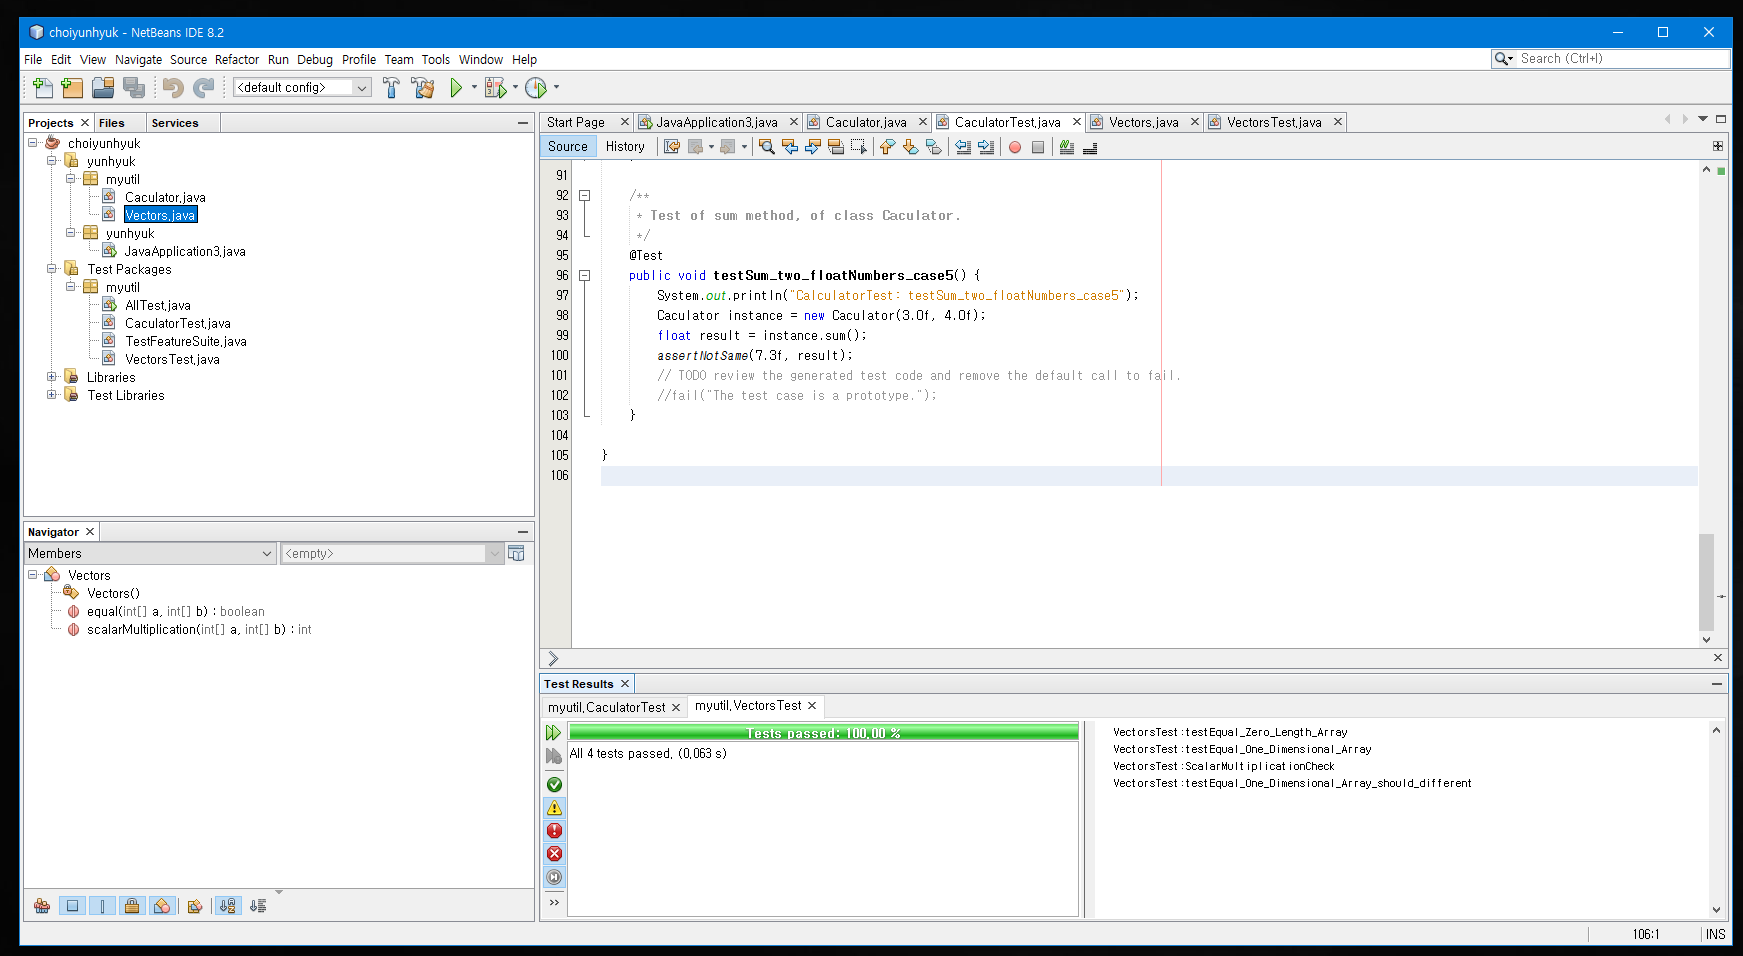 choiyunhyuk - NetBeans IDE 8.2
File Edit View Navigate Source Refactor Run Debug Profile Team Tools Window Help
Search (Ctrl+I)
<default config>
Projects Files Services
choiyunhyuk
yunhyuk
myutil
Caculator.java
Vectors.java
yunhyuk
JavaApplication3.java
Test Packages
myutil
AllTest.java
CaculatorTest.java
TestFeatureSuite.java
VectorsTest.java
Libraries
Test Libraries
Navigator
Members
<empty>
Vectors
Vectors()
equal(int[] a, int[] b) : boolean
scalarMultiplication(int[] a, int[] b) : int
Start Page JavaApplication3.java Caculator.java CaculatorTest.java Vectors.java VectorsTest.java
Source History
91
92 /**
93 * Test of sum method, of class Caculator.
94 */
95 @Test
96 public void testSum_two_floatNumbers_case5() {
97 System.out.println("CalculatorTest: testSum_two_floatNumbers_case5");
98 Caculator instance = new Caculator(3.0f, 4.0f);
99 float result = instance.sum();
100 assertNotSame(7.3f, result);
101 // TODO review the generated test code and remove the default call to fail.
102 //fail("The test case is a prototype.");
103 }
104
105 }
106
Test Results
myutil.CaculatorTest myutil.VectorsTest
Tests passed: 100.00 %
All 4 tests passed. (0.063 s)
VectorsTest:testEqual_Zero_Length_Array
VectorsTest:testEqual_One_Dimensional_Array
VectorsTest:ScalarMultiplicationCheck
VectorsTest:testEqual_One_Dimensional_Array_should_different
106:1 INS